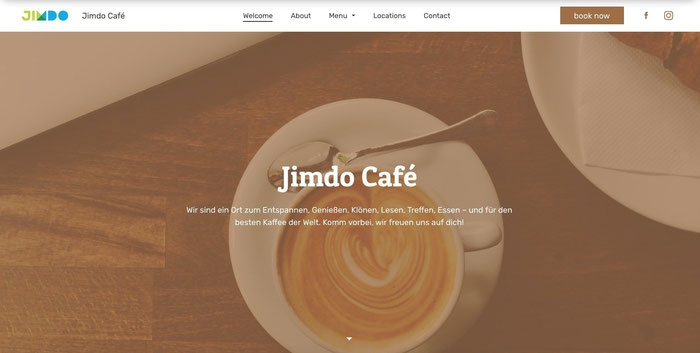 JIMDO Jimdo Café Welcome About Menu Locations Contact book now
Jimdo Café
Wir sind ein Ort zum Entspannen, Genießen, Klönen, Lesen, Treffen, Essen – und für den
besten Kaffee der Welt. Komm vorbei, wir freuen uns auf dich!